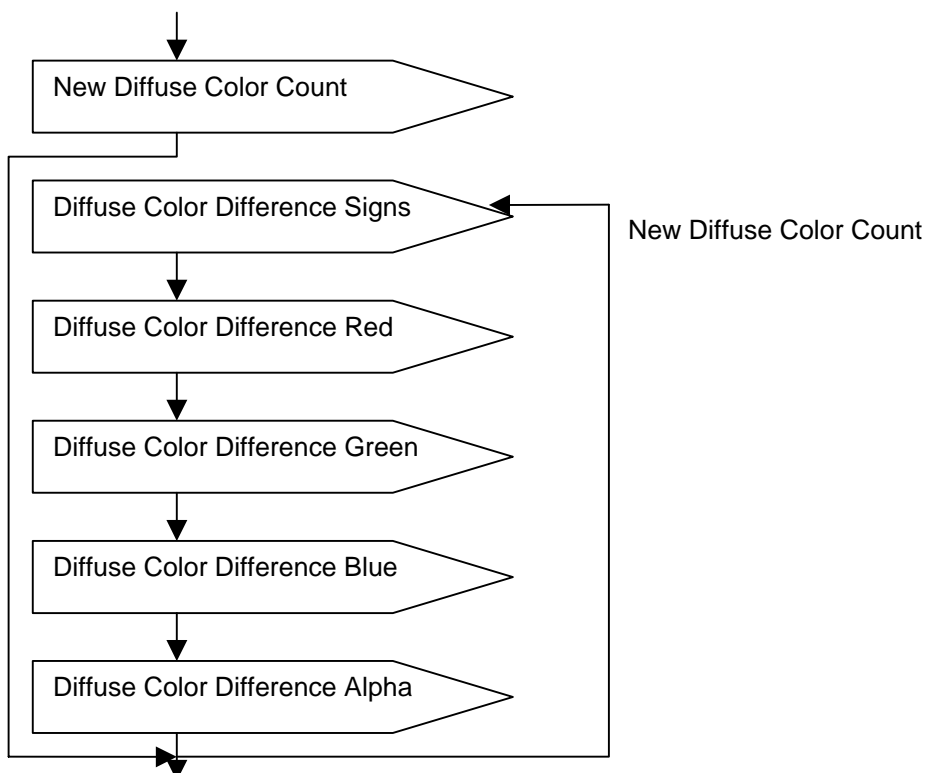 New Diffuse Color Count
Diffuse Color Difference Signs
New Diffuse Color Count
Diffuse Color Difference Red
Diffuse Color Difference Green
Diffuse Color Difference Blue
Diffuse Color Difference Alpha